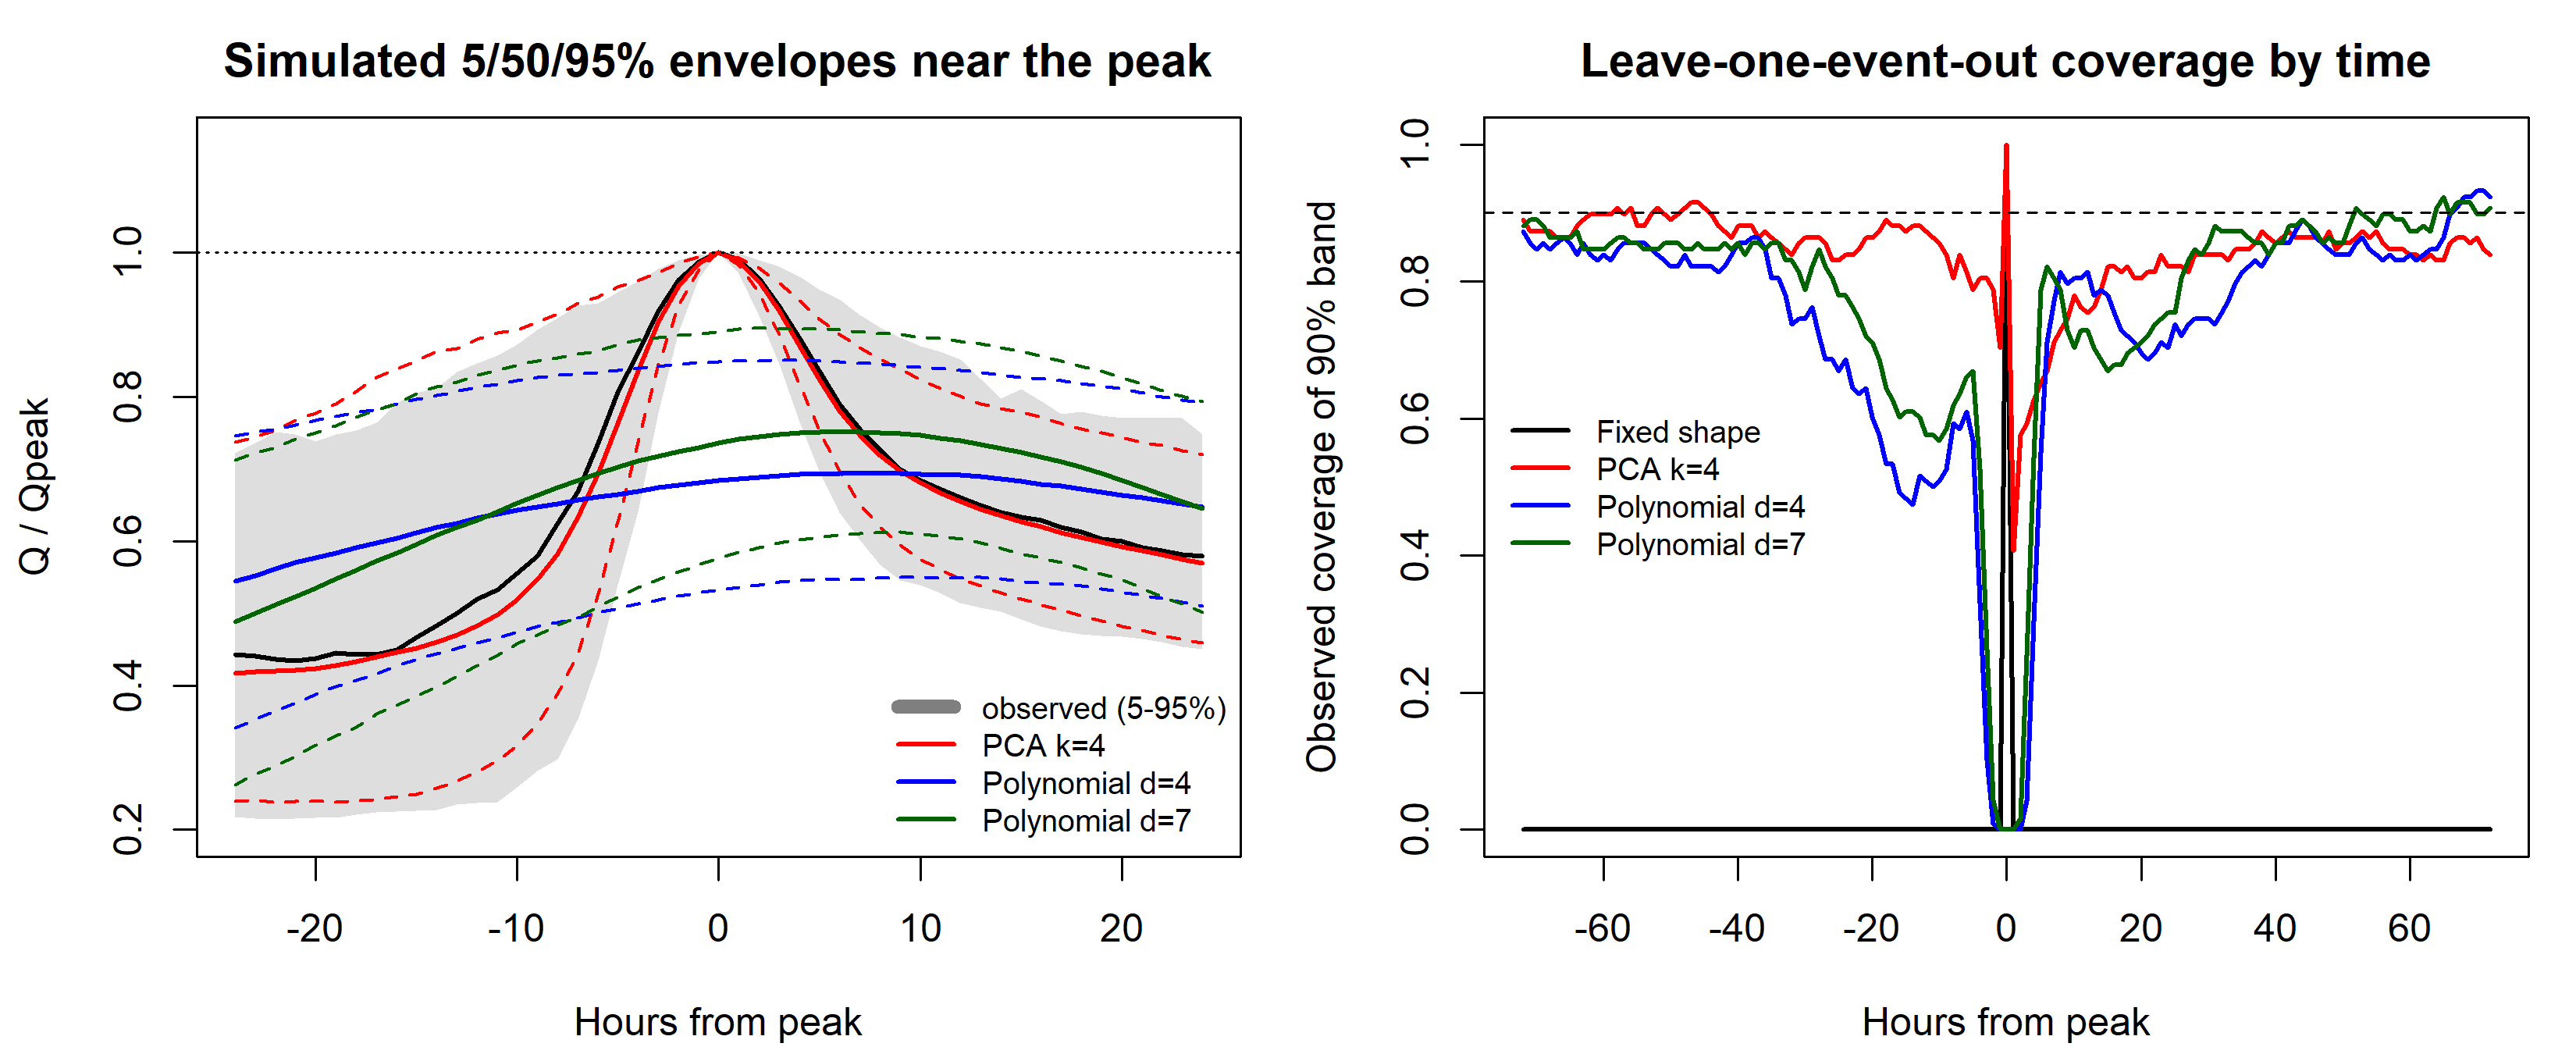 Simulated 5/50/95% envelopes near the peak
Q / Qpeak
1.0
0.8
0.6
0.4
0.2
observed (5-95%)
PCA k=4
Polynomial d=4
Polynomial d=7
-20 -10 0 10 20
Hours from peak
Leave-one-event-out coverage by time
Observed coverage of 90% band
1.0
0.8
0.6
0.4
0.2
0.0
Fixed shape
PCA k=4
Polynomial d=4
Polynomial d=7
-60 -40 -20 0 20 40 60
Hours from peak